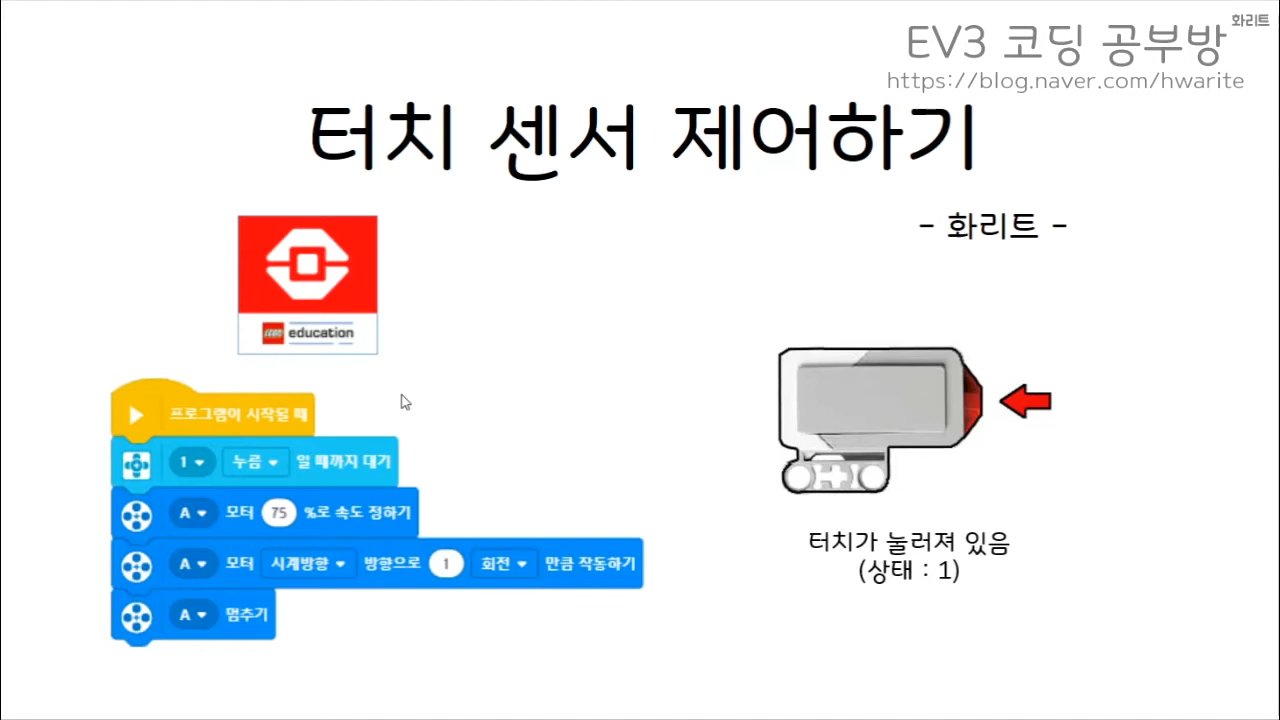 화리트
EV3 코딩 공부방
https://blog.naver.com/hwarite
터치 센서 제어하기
- 화리트 -
LEGO education
프로그램이 시작될 때
1 누름 일 때까지 대기
A 모터 75 %로 속도 정하기
A 모터 시계방향 방향으로 1 회전 만큼 작동하기
A 멈추기
터치가 눌러져 있음
(상태 : 1)